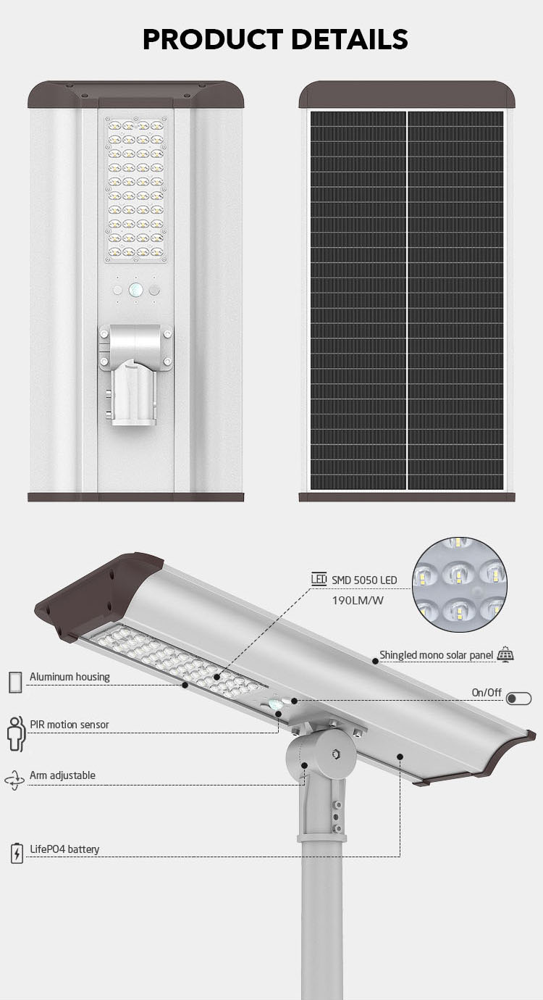 PRODUCT DETAILS
LED SMD 5050 LED
190LM/W
Shingled mono solar panel
Aluminum housing
On/Off
PIR motion sensor
Arm adjustable
LifePO4 battery